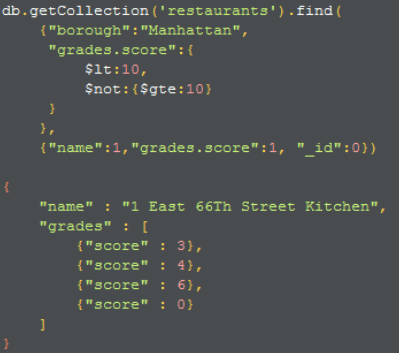 db.getCollection('restaurants').find(
{"borough":"Manhattan",
"grades.score":{
$lt:10,
$not:{$gte:10}
}
},
{"name":1,"grades.score":1, "_id":0})
{
"name" : "1 East 66Th Street Kitchen",
"grades" : [
{"score" : 3},
{"score" : 4},
{"score" : 6},
{"score" : 0}
]
}